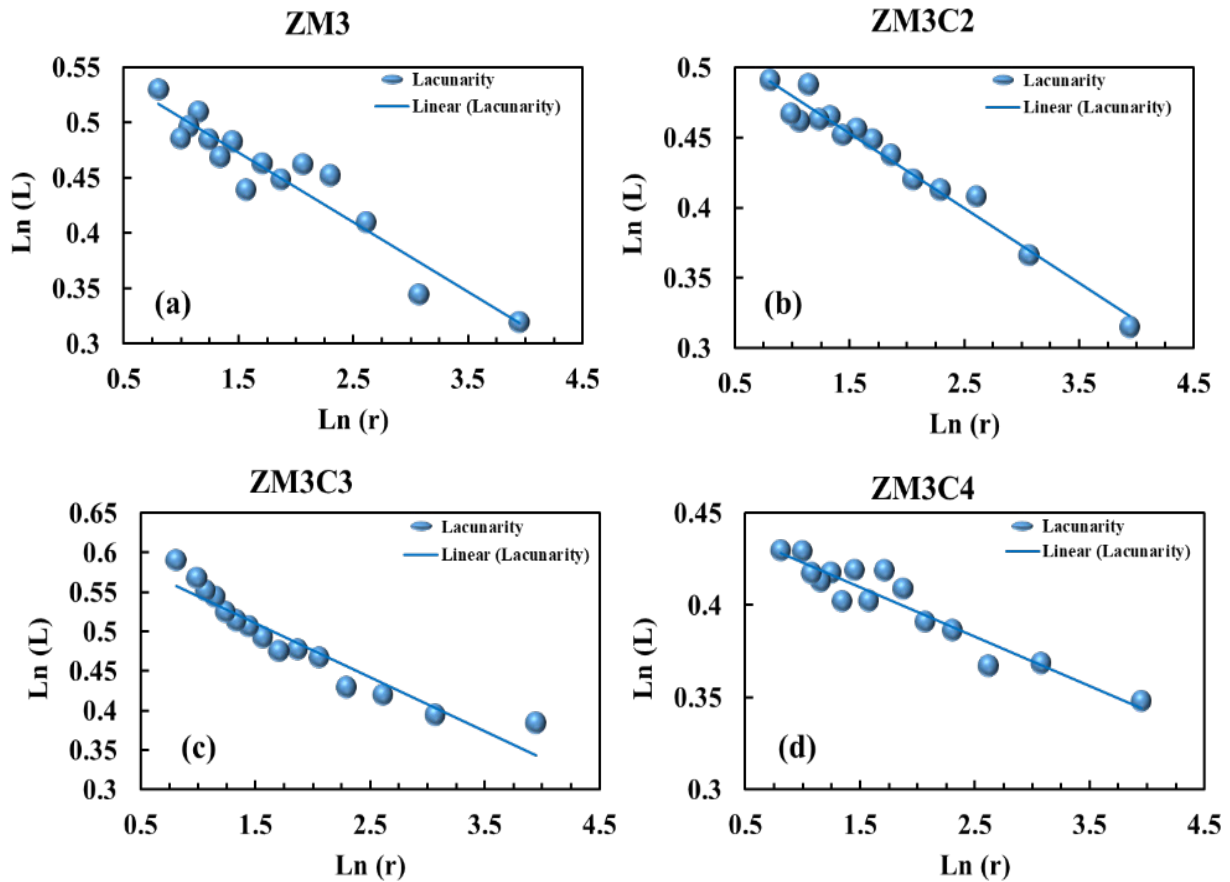 ZM3
0.55
0.5
0.45
0.4
0.35
0.3
Ln (L)
Lacunarity
Linear (Lacunarity)
(a)
0.5 1.5 2.5 3.5 4.5
Ln (r)
ZM3C2
0.5
0.45
0.4
0.35
0.3
Ln (L)
Lacunarity
Linear (Lacunarity)
(b)
0.5 1.5 2.5 3.5 4.5
Ln (r)
ZM3C3
0.65
0.6
0.55
0.5
0.45
0.4
0.35
0.3
Ln (L)
Lacunarity
Linear (Lacunarity)
(c)
0.5 1.5 2.5 3.5 4.5
Ln (r)
ZM3C4
0.45
0.4
0.35
0.3
Ln (L)
Lacunarity
Linear (Lacunarity)
(d)
0.5 1.5 2.5 3.5 4.5
Ln (r)